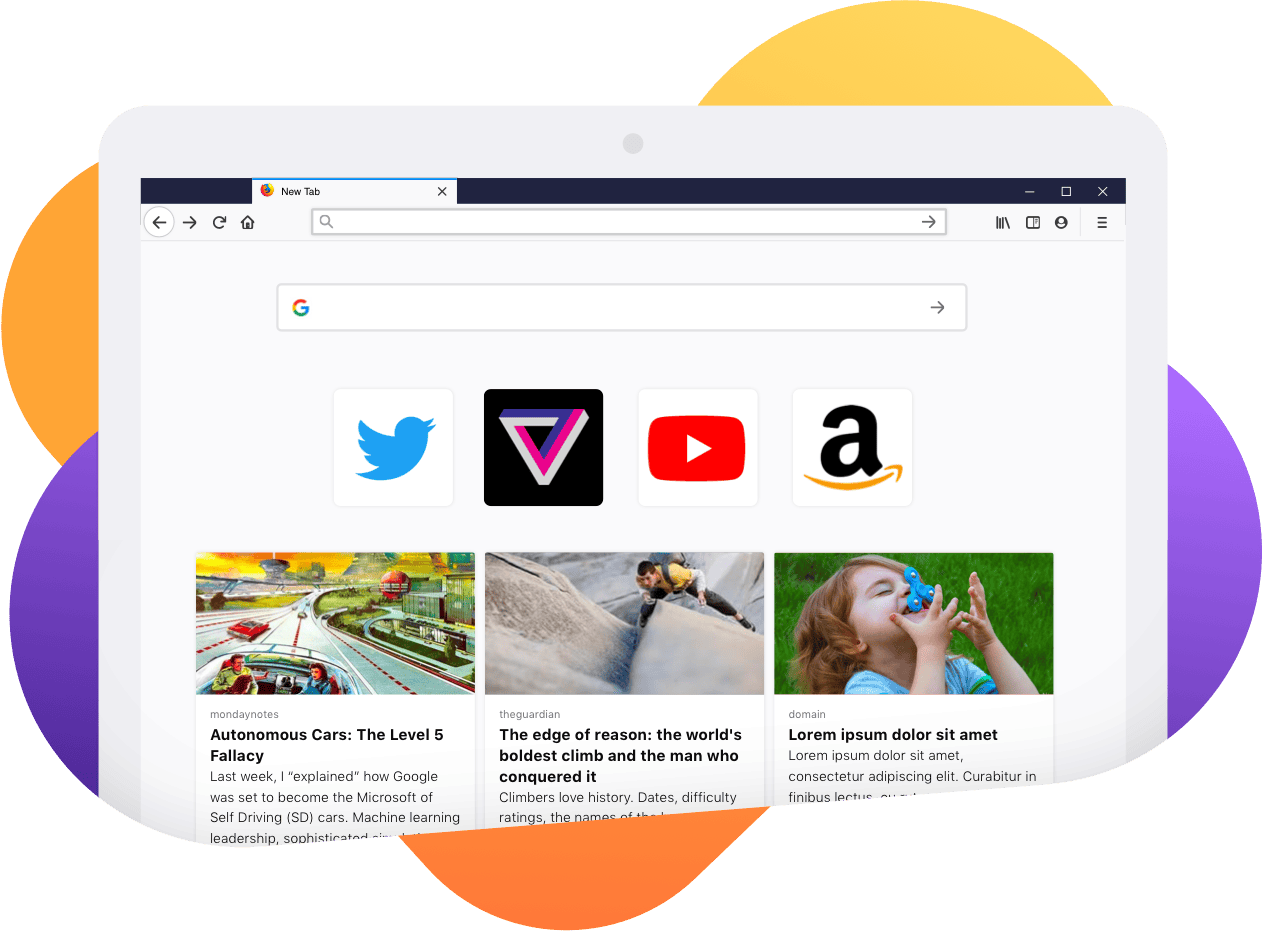 New Tab
mondaynotes
Autonomous Cars: The Level 5
Fallacy
Last week, I “explained” how Google
was set to become the Microsoft of
Self Driving (SD) cars. Machine learning
leadership, sophisticated
theguardian
The edge of reason: the world's
boldest climb and the man who
conquered it
Climbers love history. Dates, difficulty
ratings, the names of the
domain
Lorem ipsum dolor sit amet
Lorem ipsum dolor sit amet,
consectetur adipiscing elit. Curabitur in
finibus lectus,